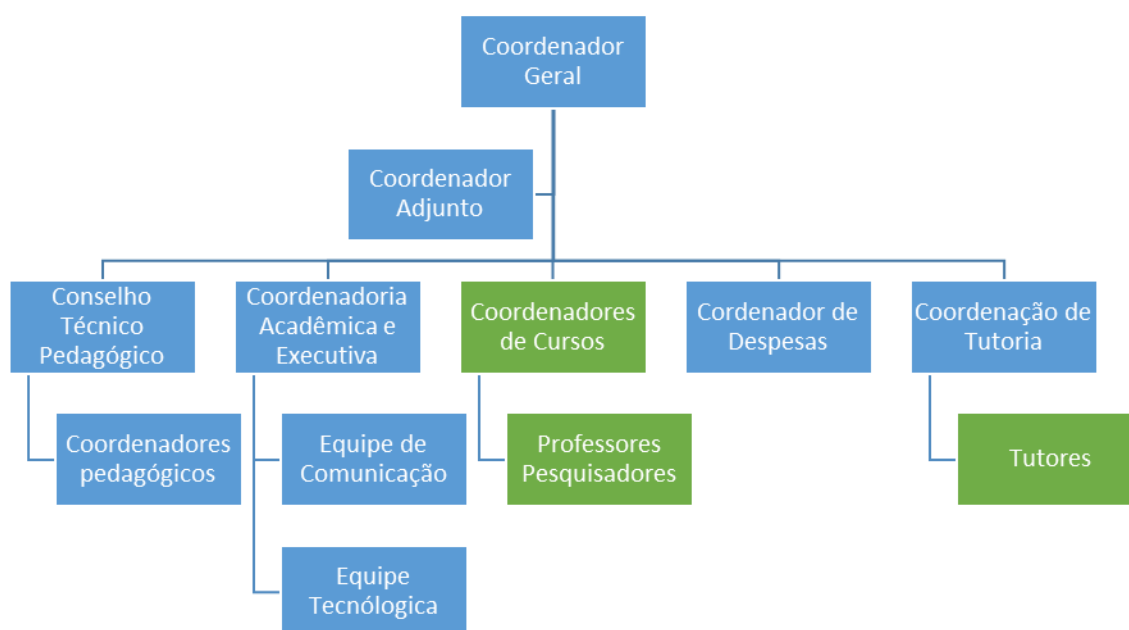 Coordenador
Geral
Coordenador
Adjunto
Conselho
Técnico
Pedagógico
Coordenadoria
Acadêmica e
Executiva
Coordenadores
de Cursos
Cordenador de
Despesas
Coordenação de
Tutoria
Coordenadores
pedagógicos
Equipe de
Comunicação
Professores
Pesquisadores
Tutores
Equipe
Tecnólogica